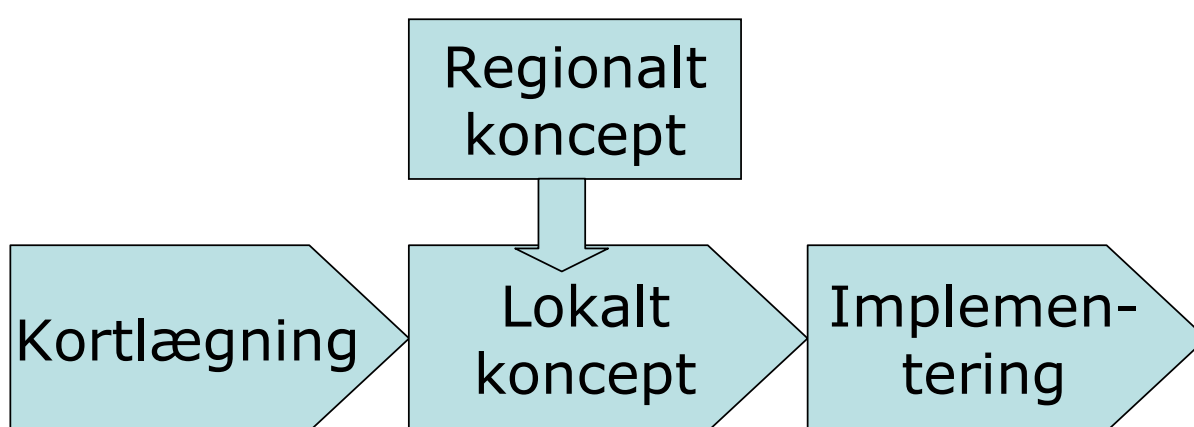 Regionalt
koncept
Kortlægning
Lokalt
koncept
Implemen-
tering